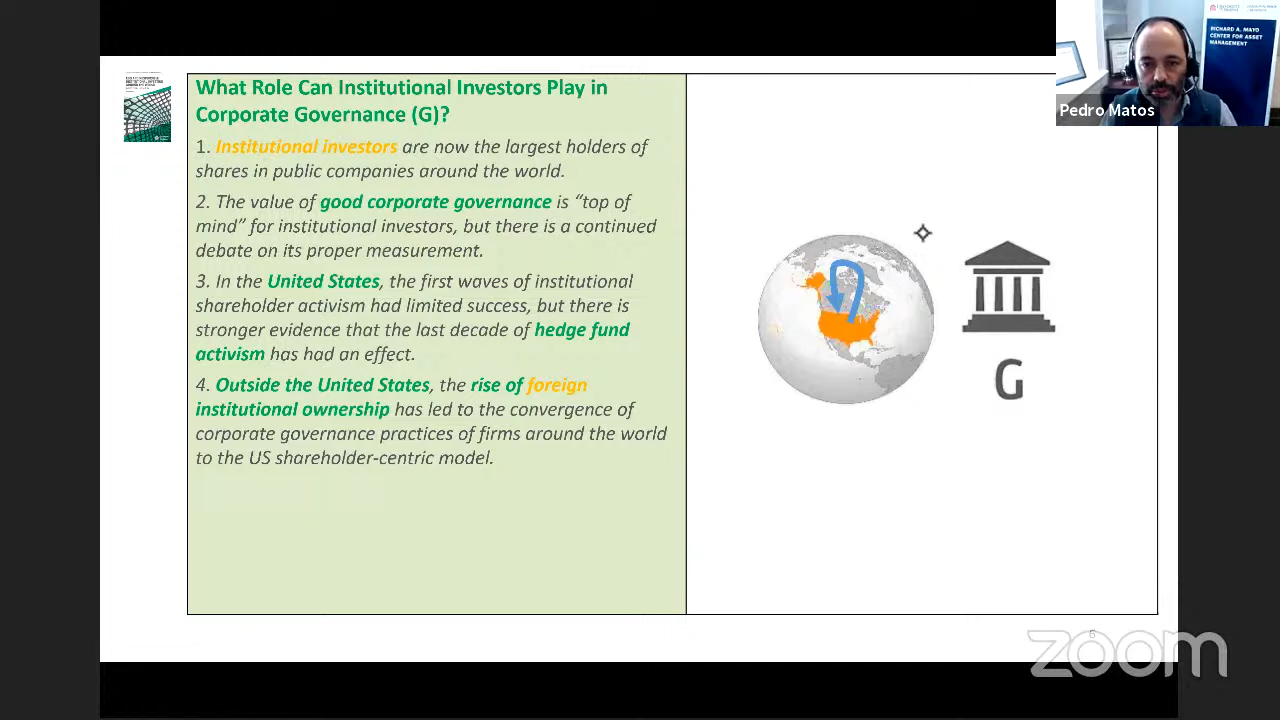 What Role Can Institutional Investors Play in
Corporate Governance (G)?
1. Institutional investors are now the largest holders of
shares in public companies around the world.
2. The value of good corporate governance is “top of
mind” for institutional investors, but there is a continued
debate on its proper measurement.
3. In the United States, the first waves of institutional
shareholder activism had limited success, but there is
stronger evidence that the last decade of hedge fund
activism has had an effect.
4. Outside the United States, the rise of foreign
institutional ownership has led to the convergence of
corporate governance practices of firms around the world
to the US shareholder-centric model.
G
RICHARD A. MAYO
CENTER FOR ASSET
MANAGEMENT
Pedro Matos
5
zoom